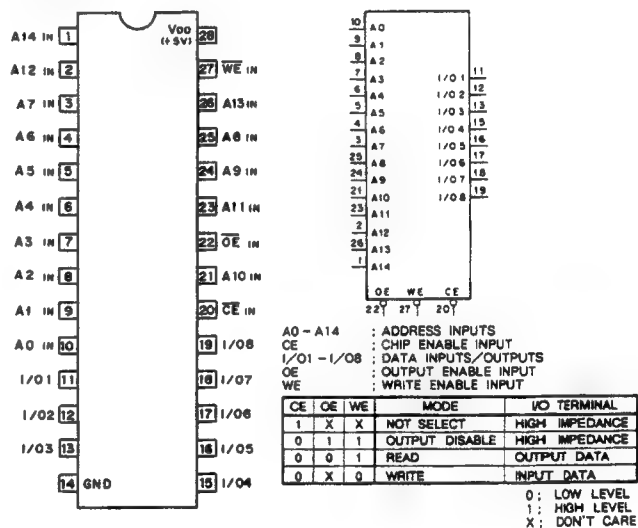 VDD
(+5V)
A14 IN 1
28
A12 IN 2
27 WE IN
A7 IN 3
26 A13 IN
A6 IN 4
25 A8 IN
A5 IN 5
24 A9 IN
A4 IN 6
23 A11 IN
A3 IN 7
22 OE IN
A2 IN 8
21 A10 IN
A1 IN 9
20 CE IN
A0 IN 10
19 I/O8
I/O1 11
18 I/O7
I/O2 12
17 I/O6
I/O3 13
16 I/O5
14 GND
15 I/O4
10 A0
9 A1
8 A2
7 A3
6 A4
5 A5
4 A6
3 A7
25 A8
24 A9
21 A10
23 A11
2 A12
26 A13
1 A14
I/O1 11
I/O2 12
I/O3 13
I/O4 15
I/O5 16
I/O6 17
I/O7 18
I/O8 19
OE WE CE
22 27 20
A0 - A14 : ADDRESS INPUTS
CE : CHIP ENABLE INPUT
I/O1 - I/O8 : DATA INPUTS/OUTPUTS
OE : OUTPUT ENABLE INPUT
WE : WRITE ENABLE INPUT
CE OE WE MODE I/O TERMINAL
1 X X NOT SELECT HIGH IMPEDANCE
0 1 1 OUTPUT DISABLE HIGH IMPEDANCE
0 0 1 READ OUTPUT DATA
0 X 0 WRITE INPUT DATA
0 ; LOW LEVEL
1 ; HIGH LEVEL
X ; DON'T CARE